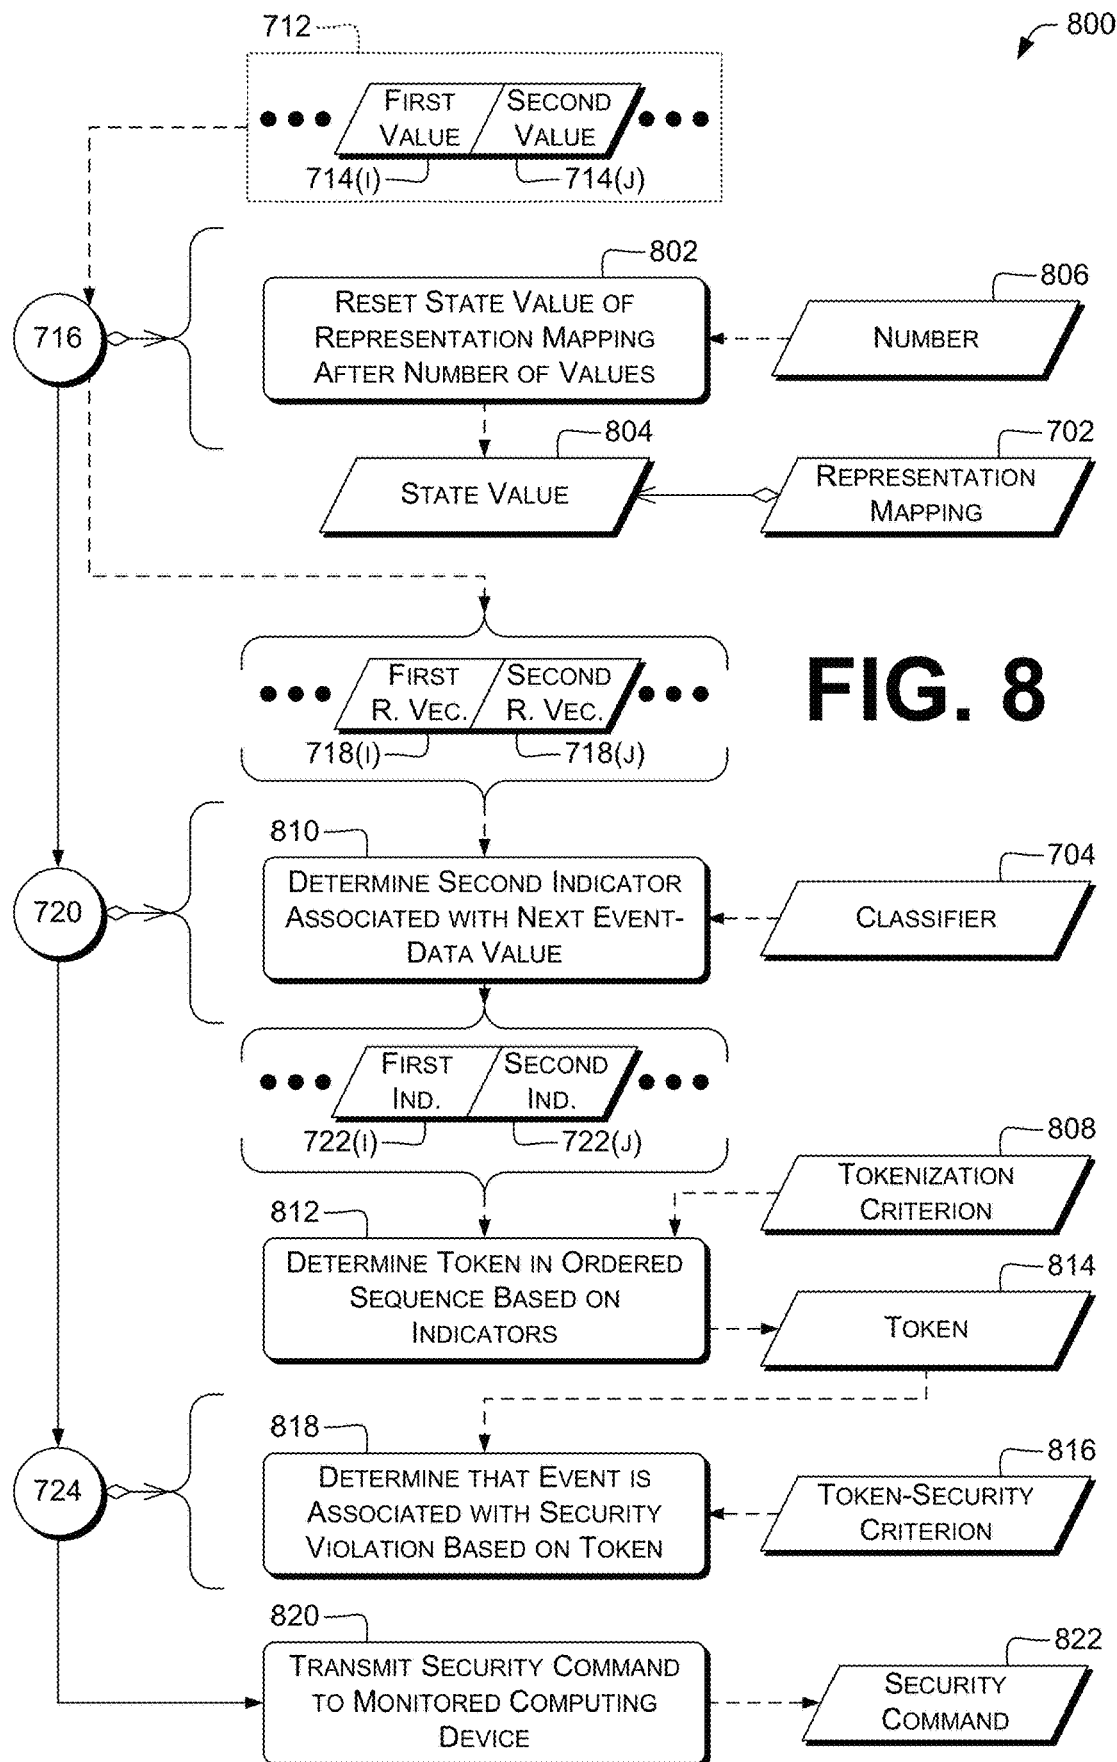 712
800
FIRST VALUE
SECOND VALUE
714(I)
714(J)
802
806
716
RESET STATE VALUE OF
REPRESENTATION MAPPING
AFTER NUMBER OF VALUES
NUMBER
804
702
STATE VALUE
REPRESENTATION
MAPPING
FIRST
R. VEC.
SECOND
R. VEC.
FIG. 8
718(I)
718(J)
810
704
720
DETERMINE SECOND INDICATOR
ASSOCIATED WITH NEXT EVENT-
DATA VALUE
CLASSIFIER
FIRST
IND.
SECOND
IND.
722(I)
722(J)
808
TOKENIZATION
CRITERION
812
DETERMINE TOKEN IN ORDERED
SEQUENCE BASED ON
INDICATORS
814
TOKEN
818
816
724
DETERMINE THAT EVENT IS
ASSOCIATED WITH SECURITY
VIOLATION BASED ON TOKEN
TOKEN-SECURITY
CRITERION
820
822
TRANSMIT SECURITY COMMAND
TO MONITORED COMPUTING
DEVICE
SECURITY
COMMAND